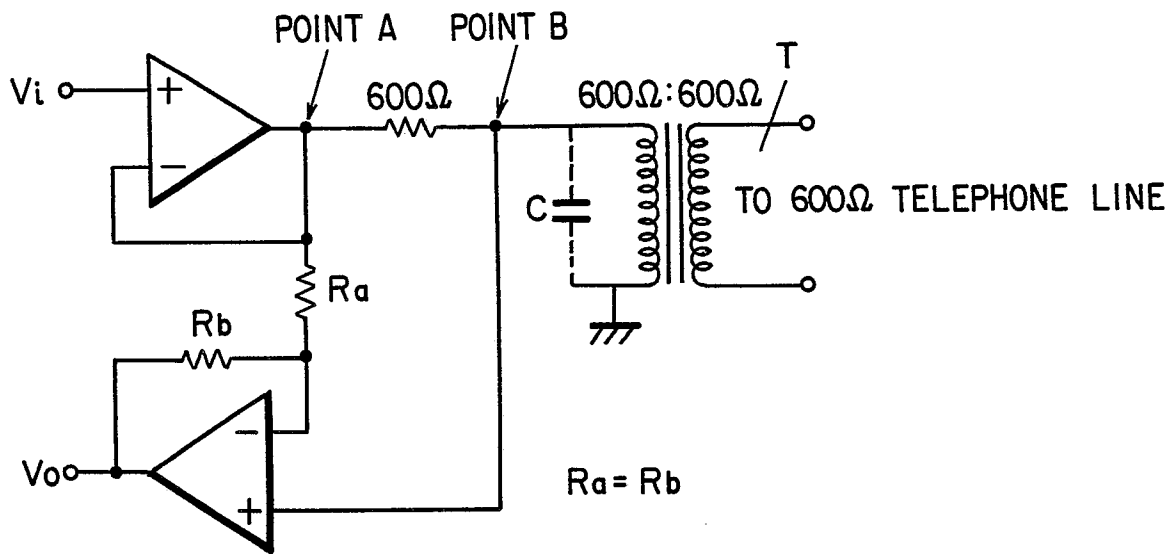 POINT A
POINT B
T
Vi
+
−
600Ω
600Ω:600Ω
C
TO 600Ω TELEPHONE LINE
Ra
Rb
−
+
Vo
Ra = Rb